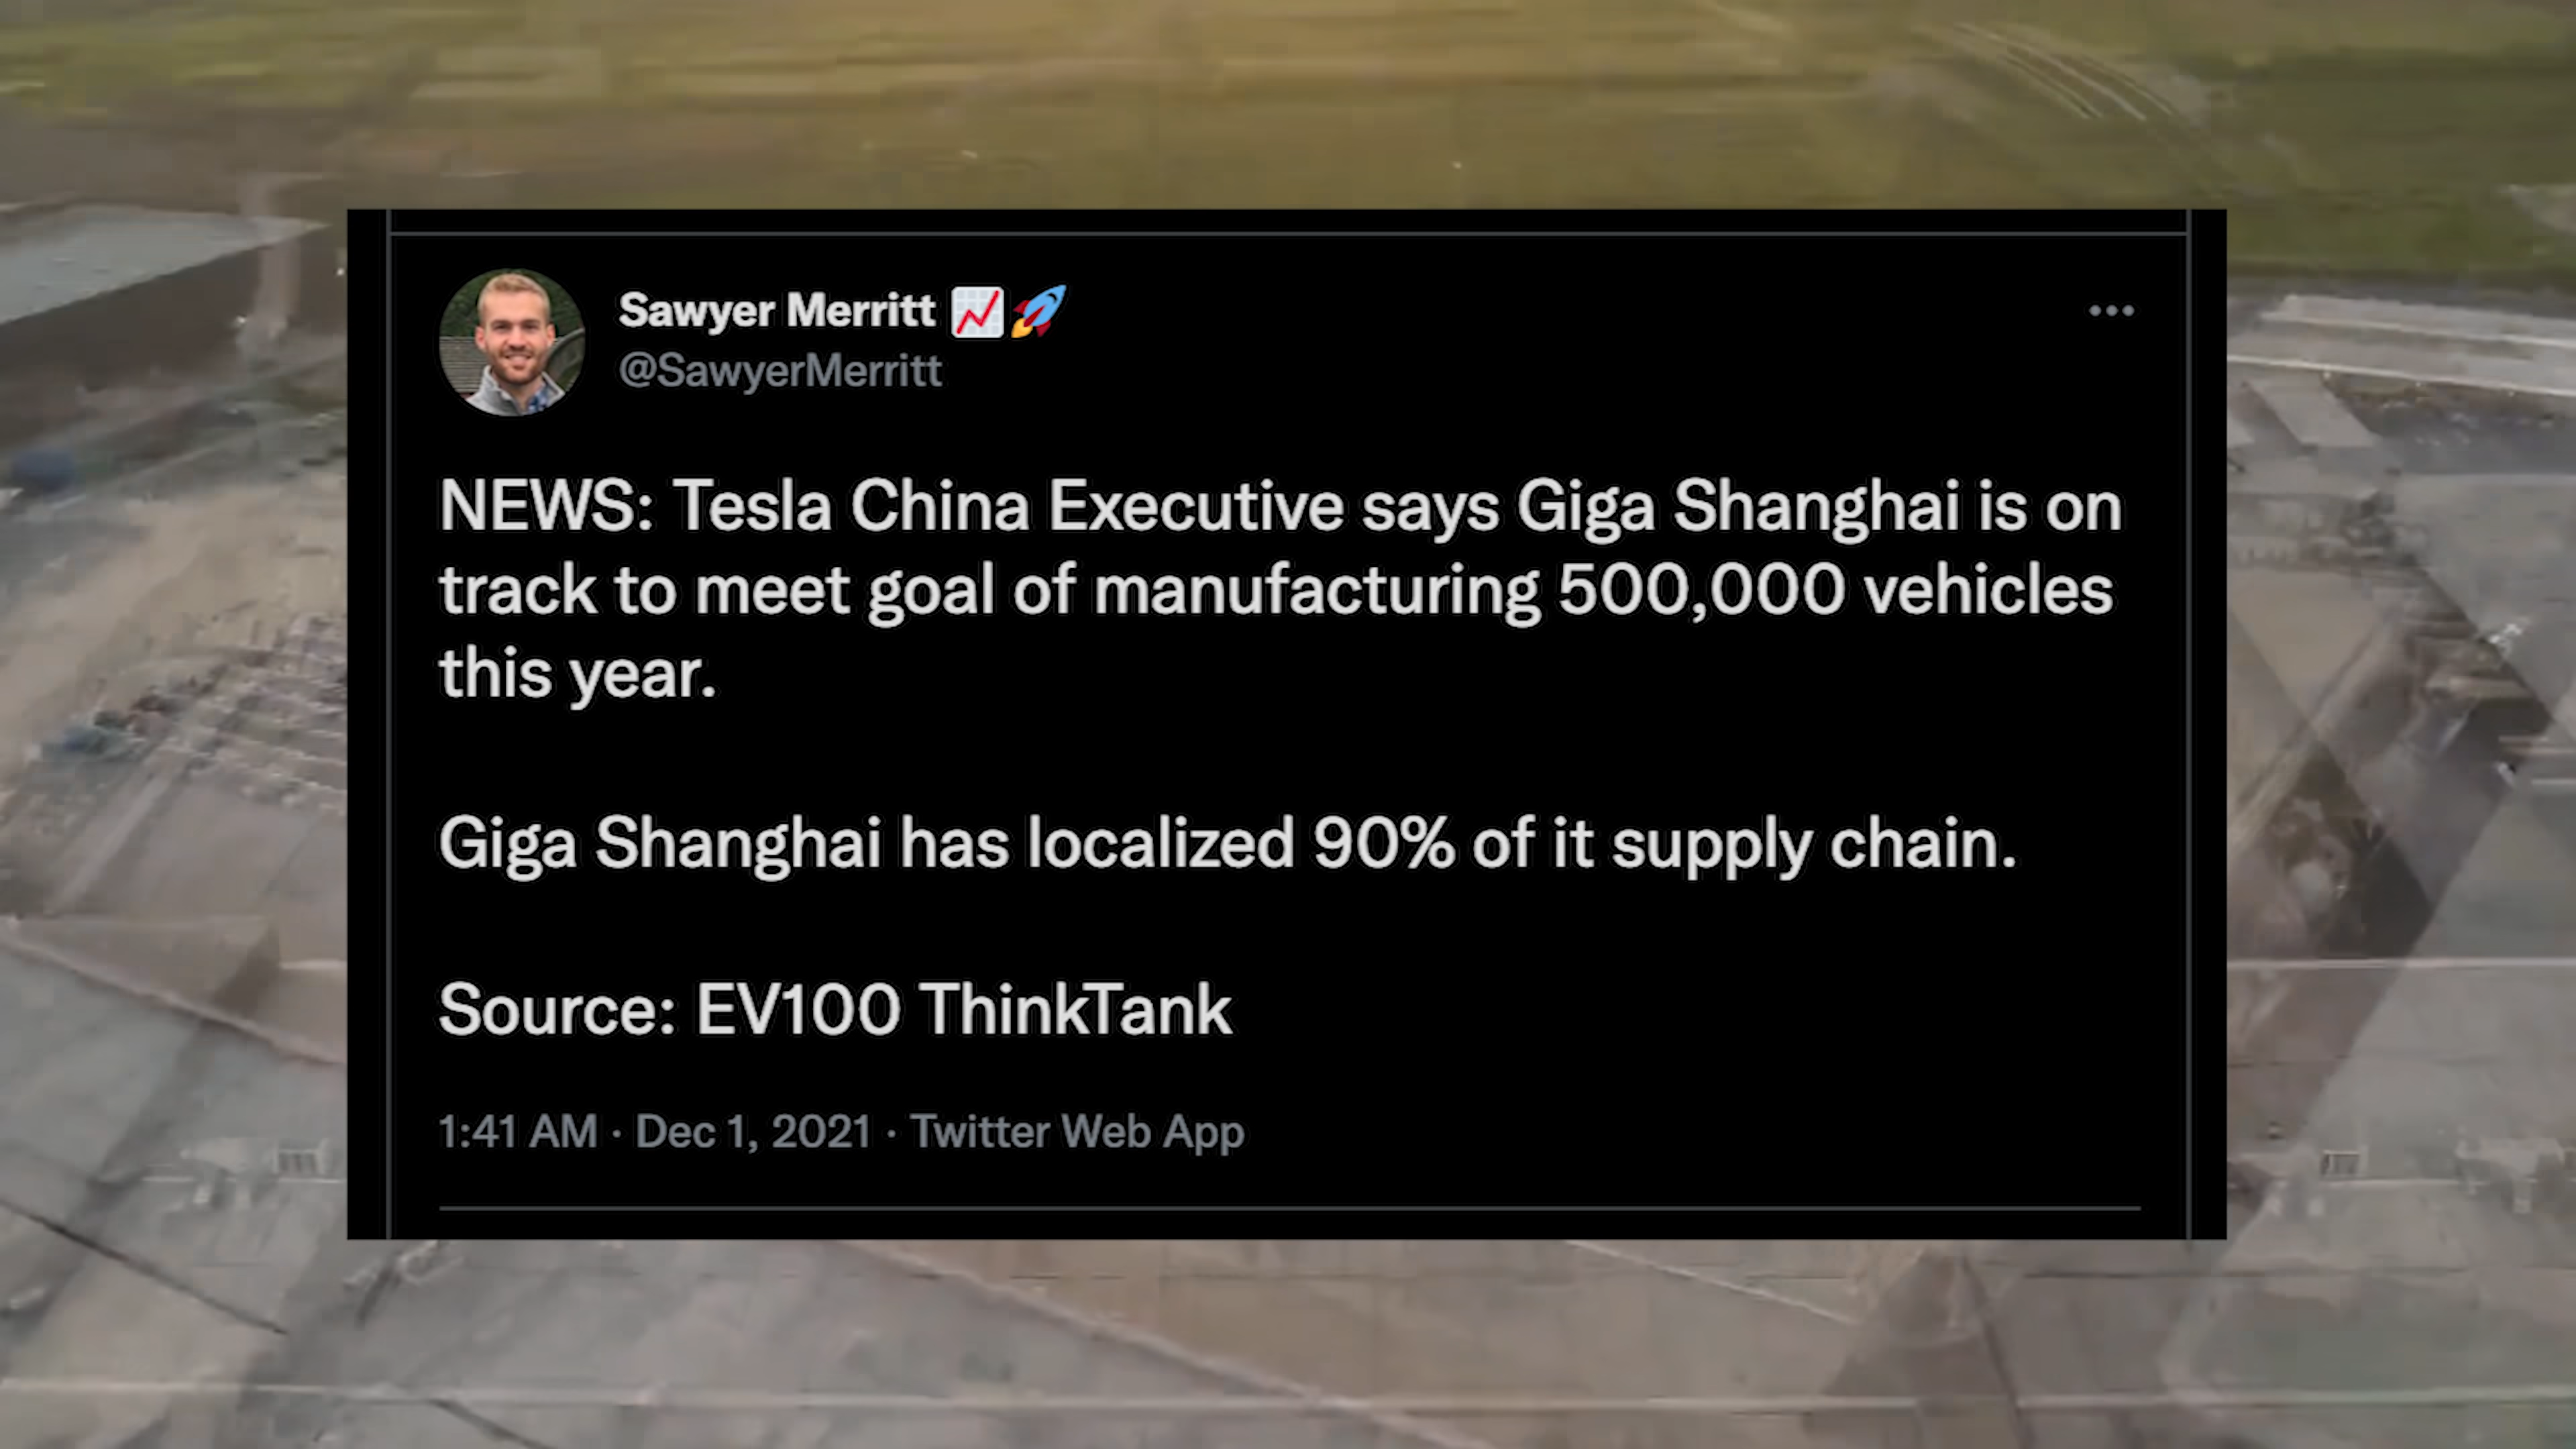 Sawyer Merritt 📈🚀
@SawyerMerritt
NEWS: Tesla China Executive says Giga Shanghai is on
track to meet goal of manufacturing 500,000 vehicles
this year.
Giga Shanghai has localized 90% of it supply chain.
Source: EV100 ThinkTank
1:41 AM · Dec 1, 2021 · Twitter Web App